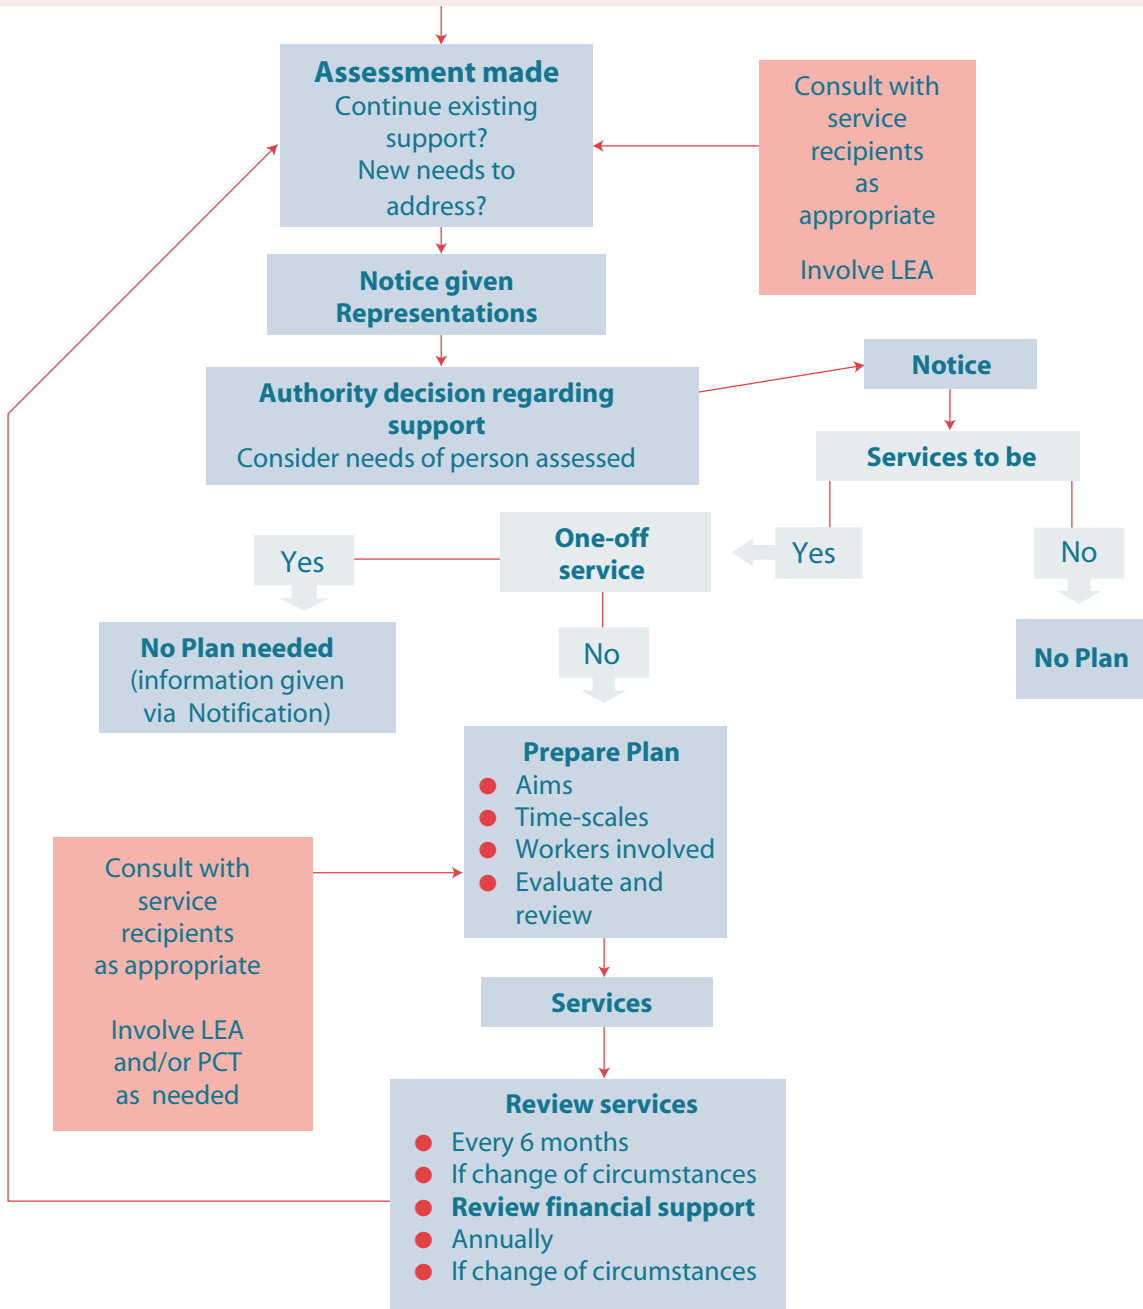 Assessment made
Continue existing
support?
New needs to
address?
Consult with
service
recipients
as
appropriate
Involve LEA
Notice given
Representations
Authority decision regarding
support
Consider needs of person assessed
Notice
Services to be
One-off
service
Yes
Yes
No
No Plan needed
(information given
via Notification)
No
No Plan
Prepare Plan
● Aims
● Time-scales
● Workers involved
● Evaluate and
review
Consult with
service
recipients
as appropriate
Involve LEA
and/or PCT
as needed
Services
Review services
● Every 6 months
● If change of circumstances
● Review financial support
● Annually
● If change of circumstances